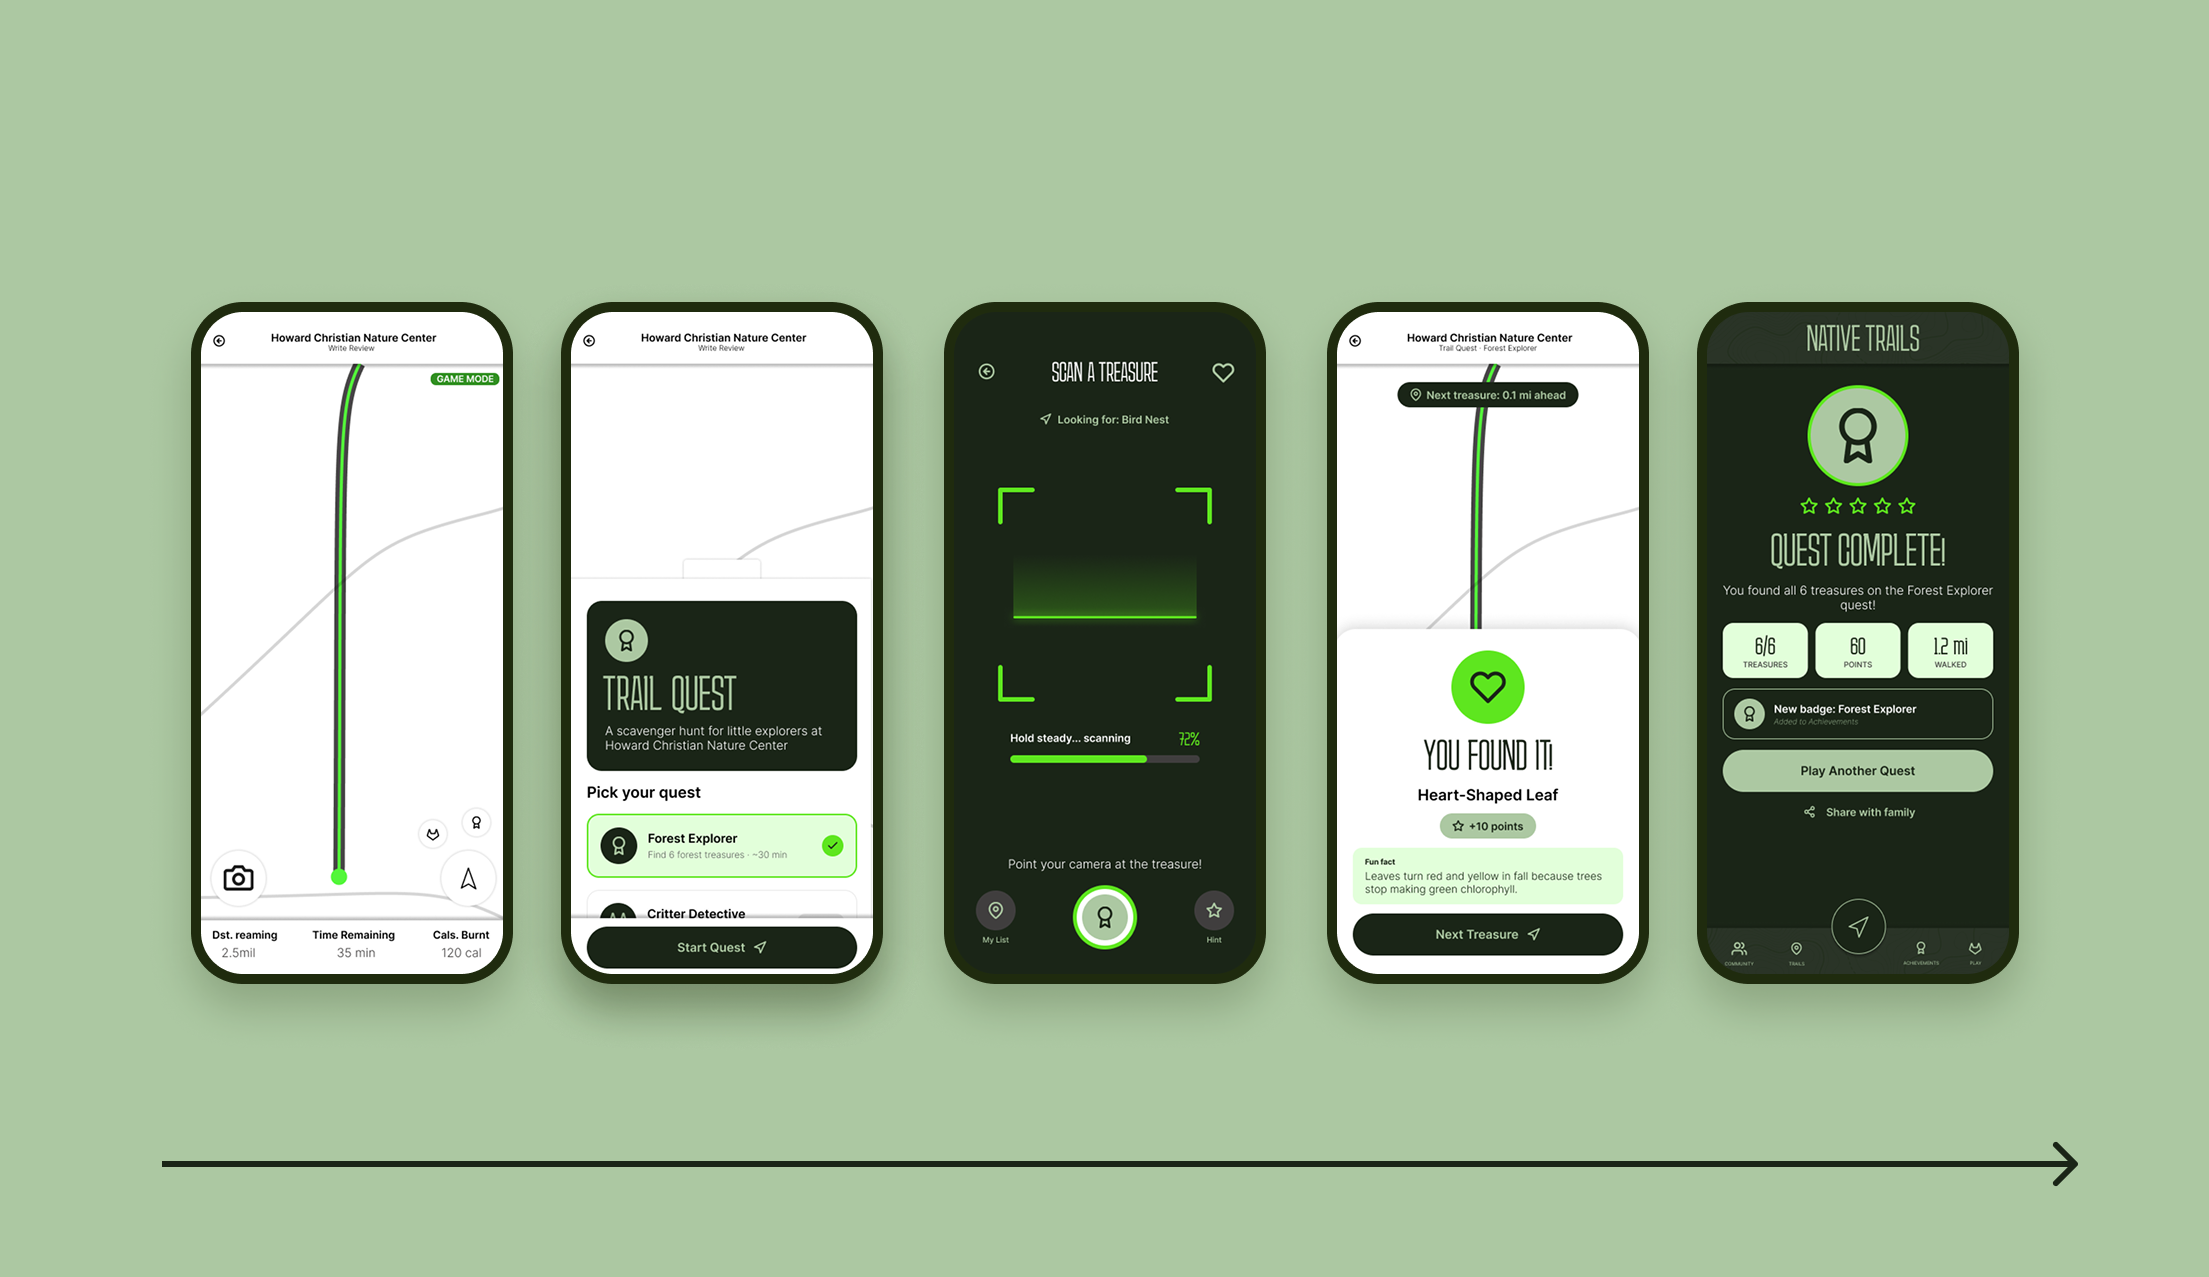 Howard Christian Nature Center
Write Review
GAME MODE
Dst. reaming
Time Remaining
Cals. Burnt
2.5mil
35 min
120 cal
Howard Christian Nature Center
Write Review
TRAIL QUEST
A scavenger hunt for little explorers at
Howard Christian Nature Center
Pick your quest
Forest Explorer
Find 6 forest treasures · ~30 min
Critter Detective
Start Quest
SCAN A TREASURE
Looking for: Bird Nest
Hold steady... scanning
72%
Point your camera at the treasure!
My List
Hint
Howard Christian Nature Center
Trail Quest · Forest Explorer
Next treasure: 0.1 mi ahead
YOU FOUND IT!
Heart-Shaped Leaf
+10 points
Fun fact
Leaves turn red and yellow in fall because trees
stop making green chlorophyll.
Next Treasure
NATIVE TRAILS
QUEST COMPLETE!
You found all 6 treasures on the Forest Explorer
quest!
6/6
TREASURES
60
POINTS
1.2 mi
WALKED
New badge: Forest Explorer
Added to Achievements
Play Another Quest
Share with family
COMMUNITY
TRAILS
ACHIEVEMENTS
PLAY